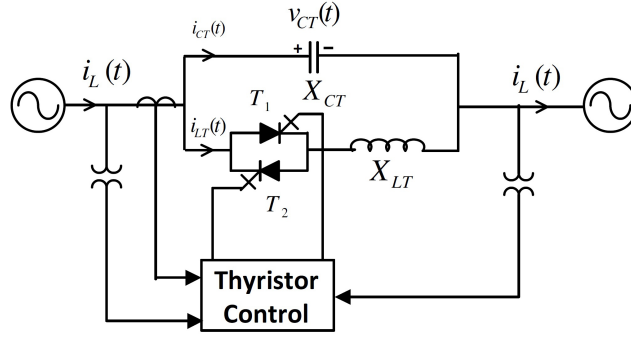 v_CT(t)
i_CT(t)
+ −
i_L(t)
X_CT
i_L(t)
T_1
i_LT(t)
X_LT
T_2
Thyristor
Control